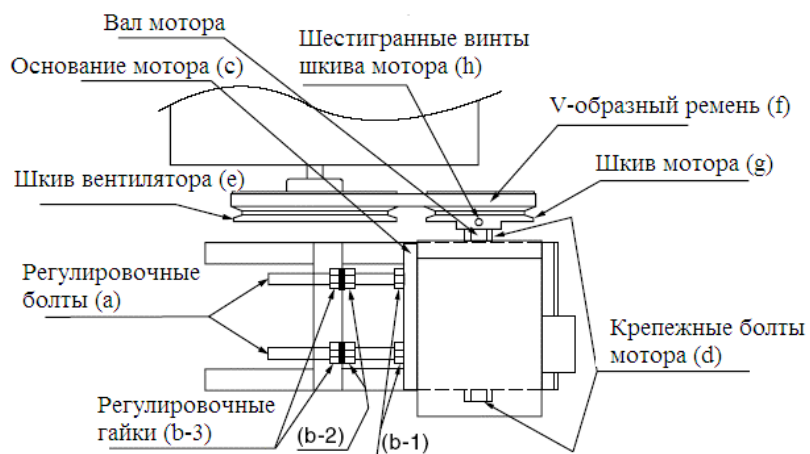 Вал мотора
Шестигранные винты
шкива мотора (h)
Основание мотора (c)
V-образный ремень (f)
Шкив вентилятора (e)
Шкив мотора (g)
Регулировочные
болты (a)
Крепежные болты
мотора (d)
Регулировочные
гайки (b-3)
(b-2)
(b-1)